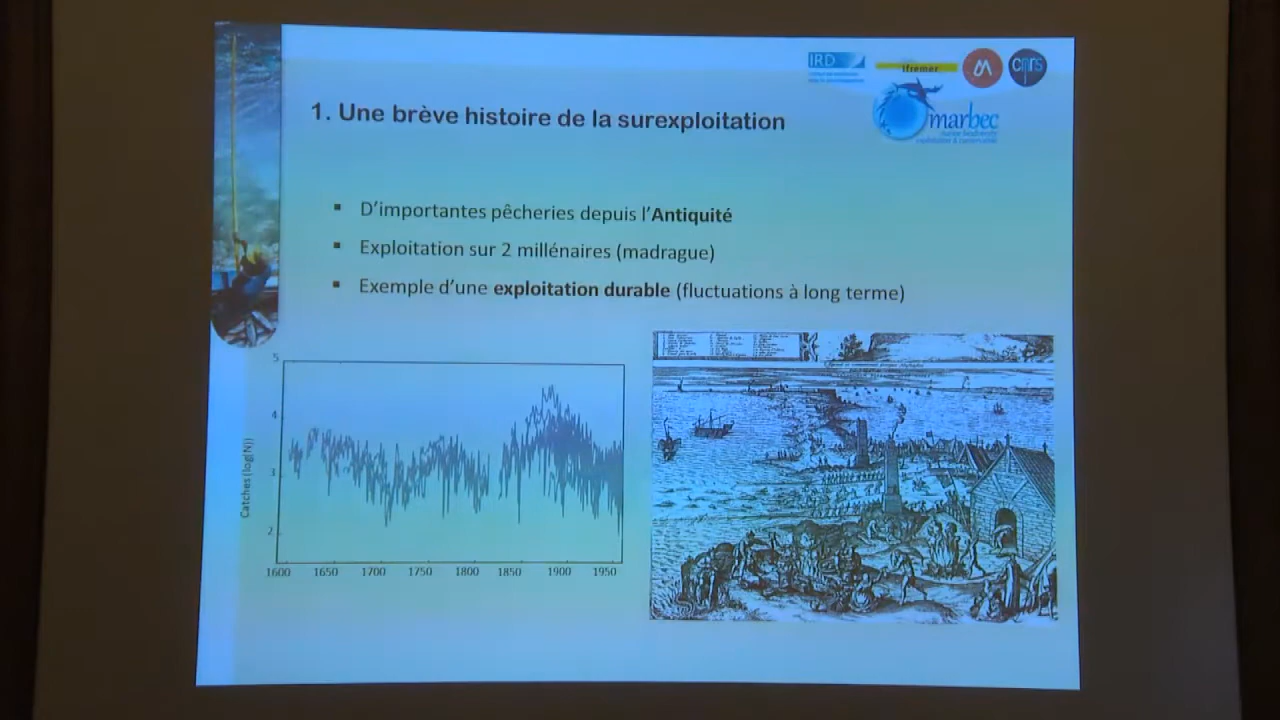 IRD
ifremer
cnrs
marbec
1. Une brève histoire de la surexploitation
▪ D’importantes pêcheries depuis l’Antiquité
▪ Exploitation sur 2 millénaires (madrague)
▪ Exemple d’une exploitation durable (fluctuations à long terme)
5
4
3
2
Catches (log(N))
1600 1650 1700 1750 1800 1850 1900 1950